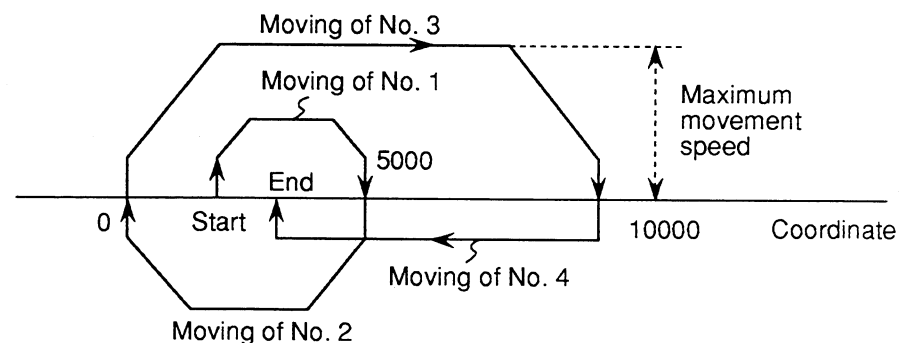 Moving of No. 3
Moving of No. 1
Maximum
movement
speed
5000
End
0
Start
10000
Coordinate
Moving of No. 4
Moving of No. 2